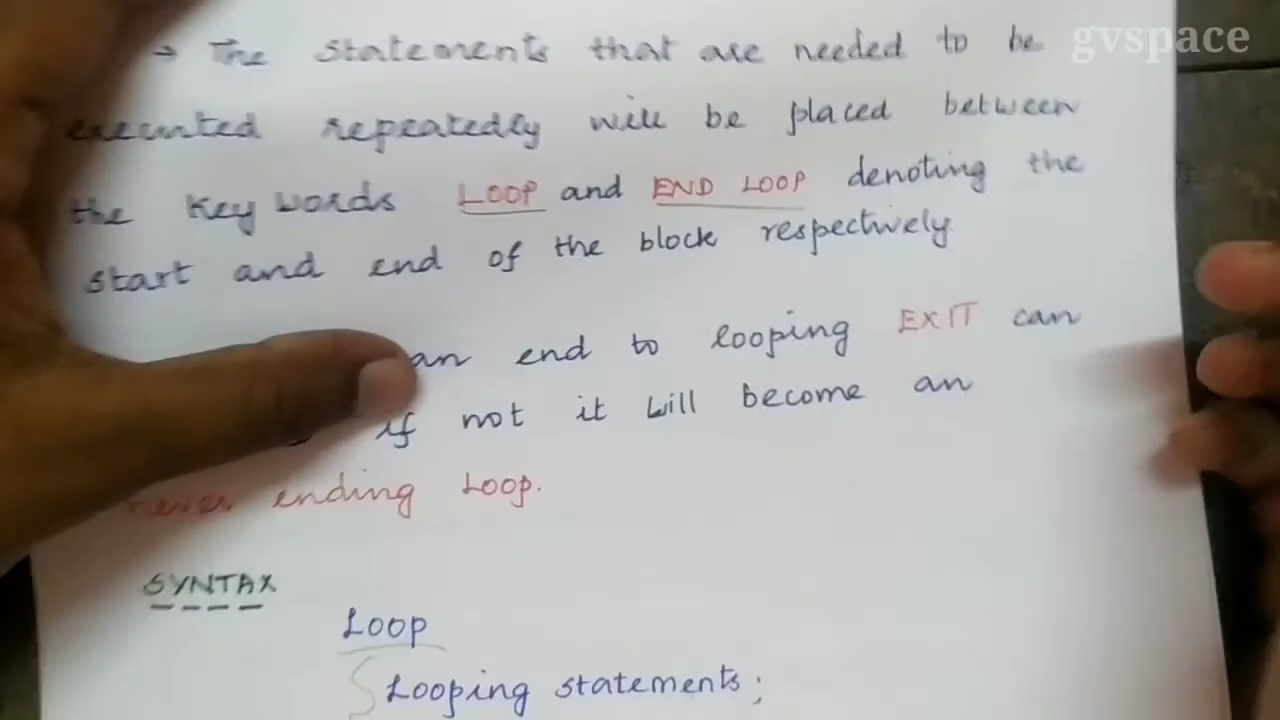 gvspace
→ The statements that are needed to be
executed repeatedly will be placed between
the key words LOOP and END LOOP denoting the
start and end of the block respectively
an end to looping EXIT can
if not it will become an
never ending Loop.
SYNTAX
Loop
Looping statements;